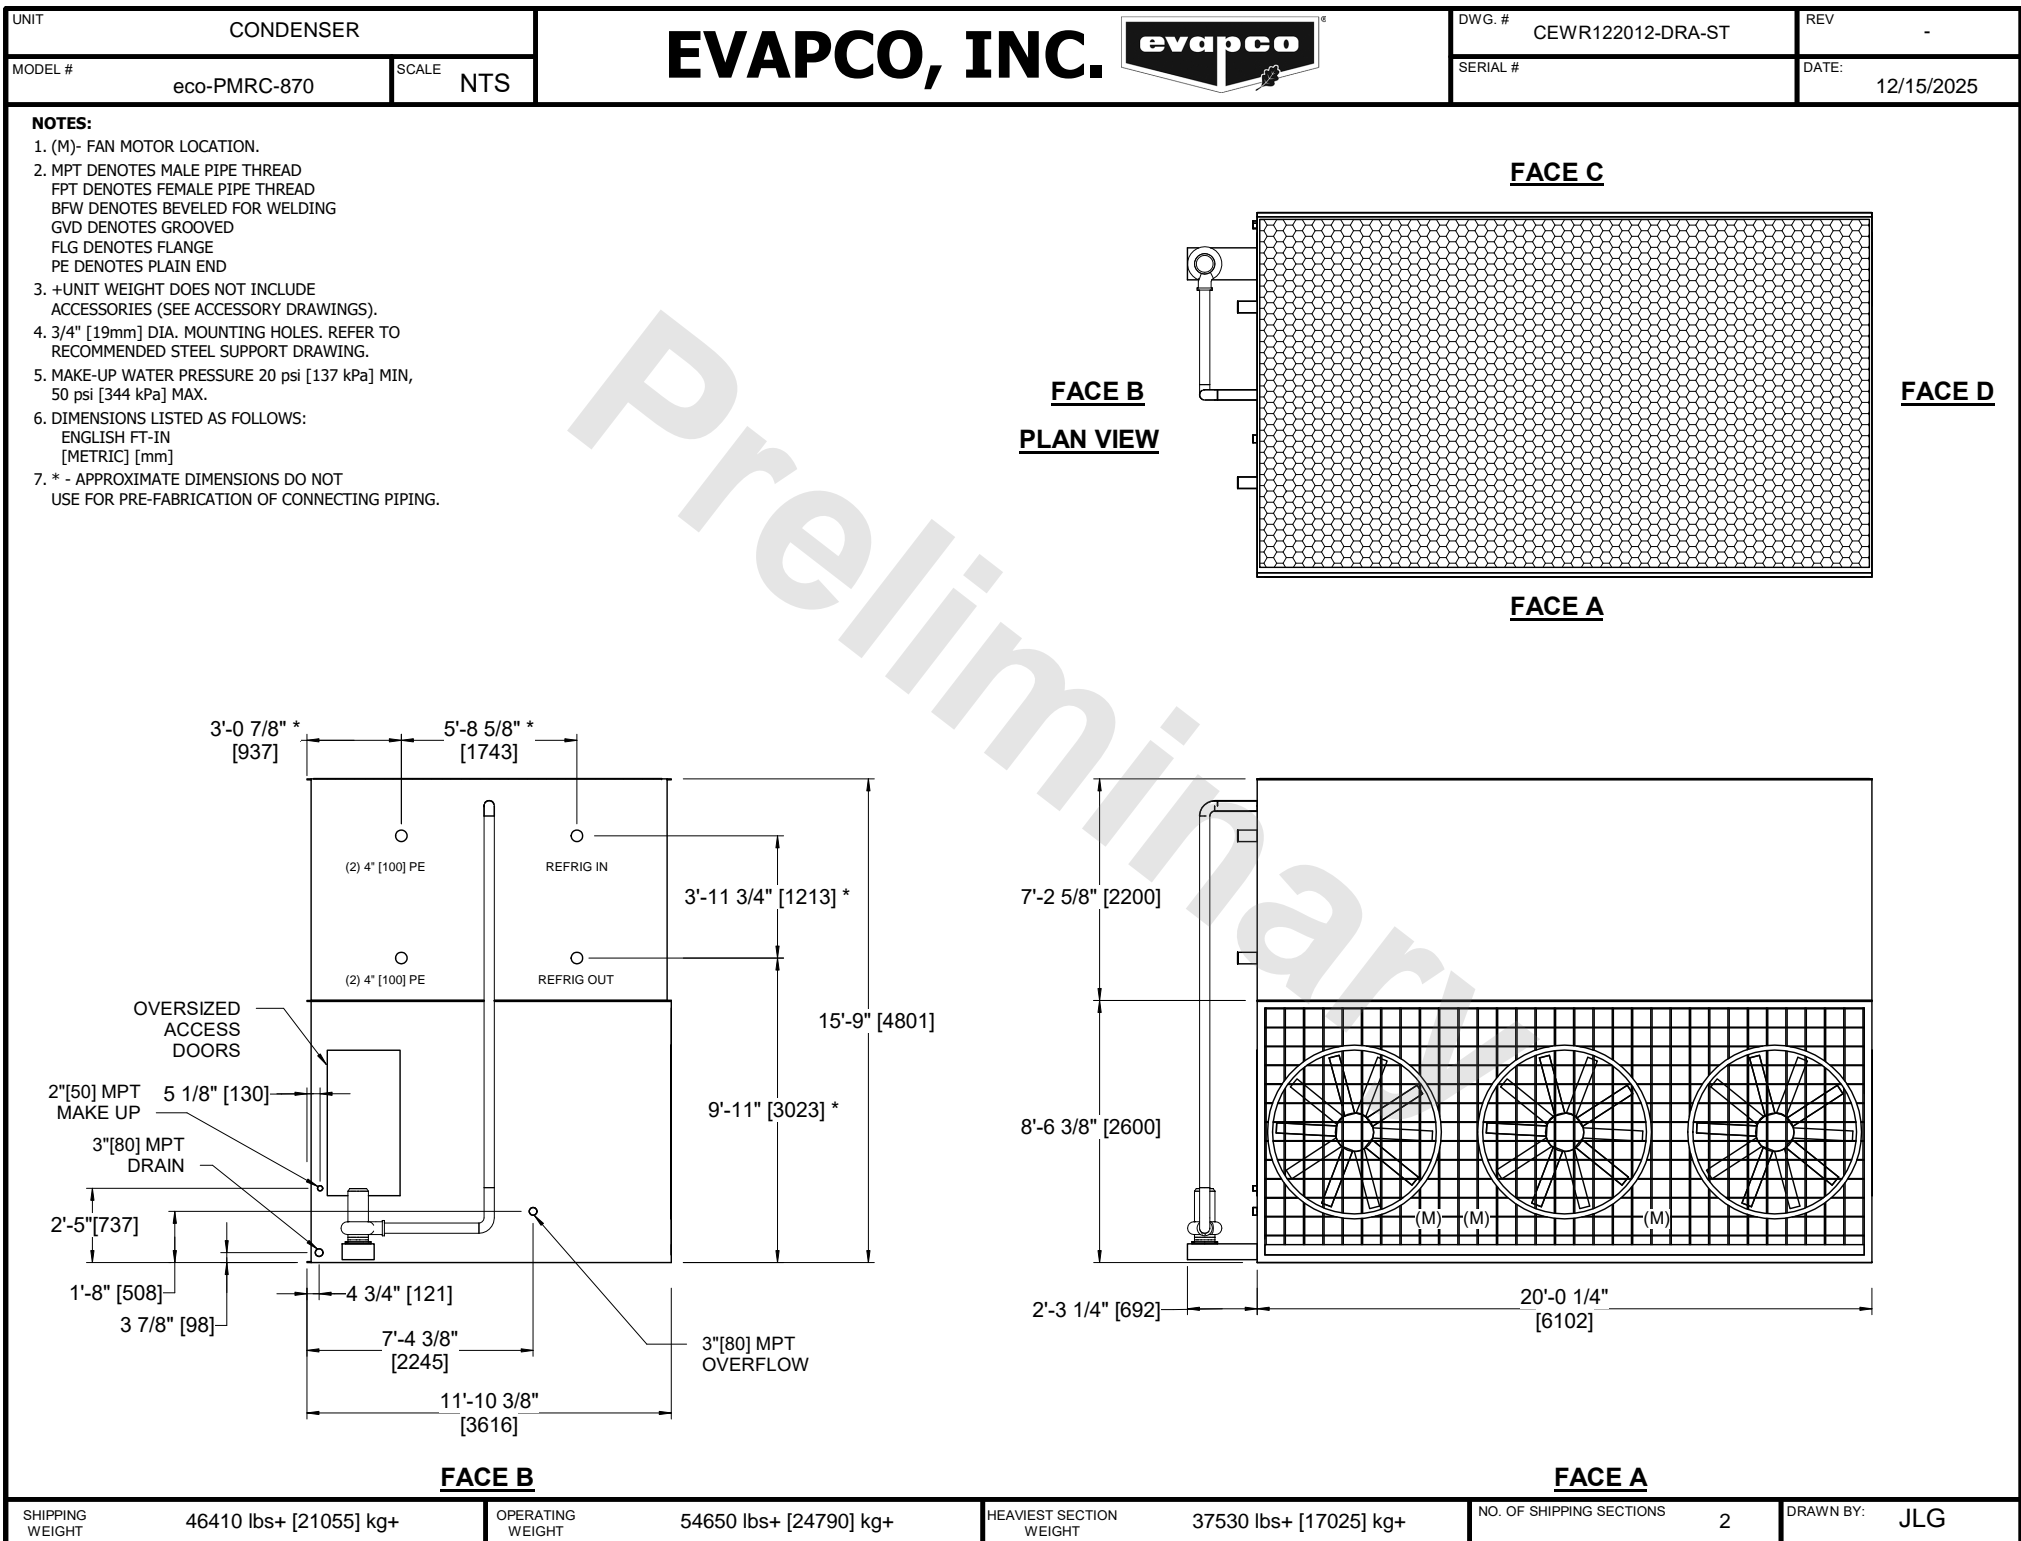 UNIT
CONDENSER
MODEL #
eco-PMRC-870
SCALE
NTS
EVAPCO, INC.
evapco
®
DWG. #
CEWR122012-DRA-ST
REV
-
SERIAL #
DATE:
12/15/2025
NOTES:
1. (M)- FAN MOTOR LOCATION.
2. MPT DENOTES MALE PIPE THREAD
FPT DENOTES FEMALE PIPE THREAD
BFW DENOTES BEVELED FOR WELDING
GVD DENOTES GROOVED
FLG DENOTES FLANGE
PE DENOTES PLAIN END
3. +UNIT WEIGHT DOES NOT INCLUDE
ACCESSORIES (SEE ACCESSORY DRAWINGS).
4. 3/4" [19mm] DIA. MOUNTING HOLES. REFER TO
RECOMMENDED STEEL SUPPORT DRAWING.
5. MAKE-UP WATER PRESSURE 20 psi [137 kPa] MIN,
50 psi [344 kPa] MAX.
6. DIMENSIONS LISTED AS FOLLOWS:
ENGLISH FT-IN
[METRIC] [mm]
7. * - APPROXIMATE DIMENSIONS DO NOT
USE FOR PRE-FABRICATION OF CONNECTING PIPING.
Preliminary
FACE C
FACE B
PLAN VIEW
FACE D
FACE A
3'-0 7/8" *
[937]
5'-8 5/8" *
[1743]
(2) 4" [100] PE
REFRIG IN
3'-11 3/4" [1213] *
(2) 4" [100] PE
REFRIG OUT
OVERSIZED
ACCESS
DOORS
15'-9" [4801]
2"[50] MPT
MAKE UP
5 1/8" [130]
9'-11" [3023] *
3"[80] MPT
DRAIN
2'-5"[737]
1'-8" [508]
4 3/4" [121]
3 7/8" [98]
7'-4 3/8"
[2245]
3"[80] MPT
OVERFLOW
11'-10 3/8"
[3616]
FACE B
7'-2 5/8" [2200]
8'-6 3/8" [2600]
(M)
(M)
(M)
2'-3 1/4" [692]
20'-0 1/4"
[6102]
FACE A
SHIPPING
WEIGHT
46410 lbs+ [21055] kg+
OPERATING
WEIGHT
54650 lbs+ [24790] kg+
HEAVIEST SECTION
WEIGHT
37530 lbs+ [17025] kg+
NO. OF SHIPPING SECTIONS
2
DRAWN BY:
JLG